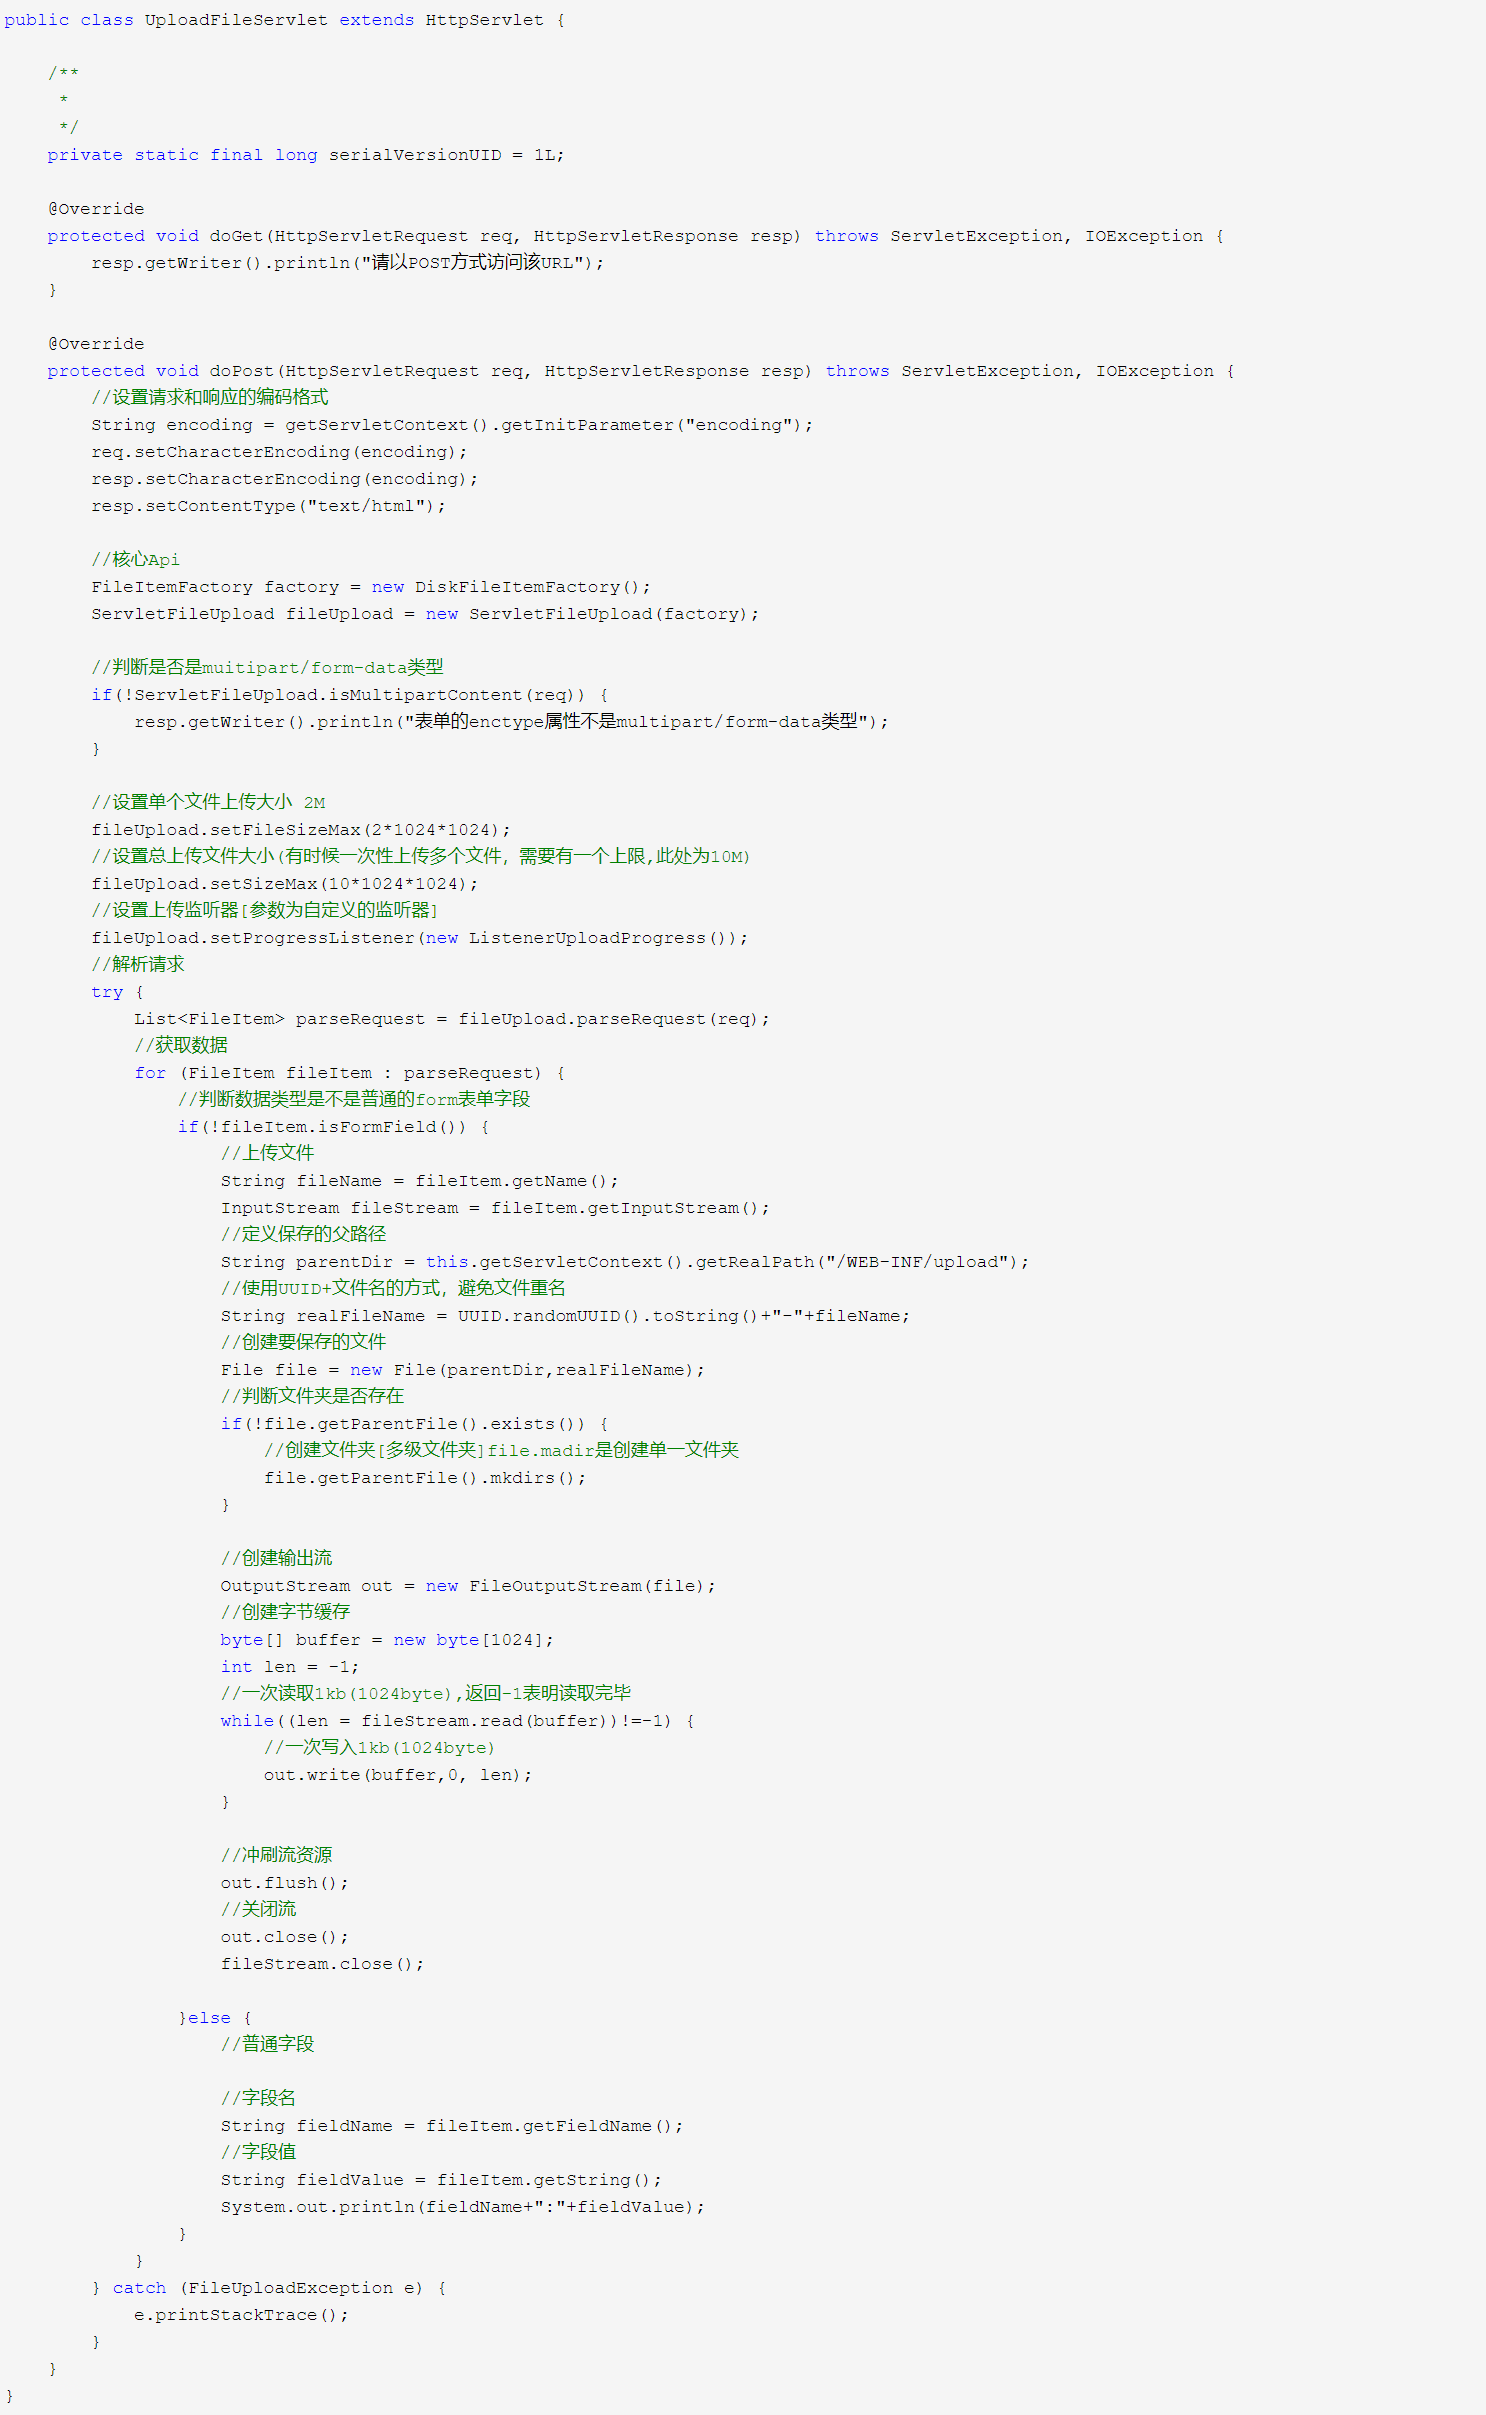 public class UploadFileServlet extends HttpServlet {
/**
*
*/
private static final long serialVersionUID = 1L;
@Override
protected void doGet(HttpServletRequest req, HttpServletResponse resp) throws ServletException, IOException {
resp.getWriter().println("请以POST方式访问该URL");
}
@Override
protected void doPost(HttpServletRequest req, HttpServletResponse resp) throws ServletException, IOException {
//设置请求和响应的编码格式
String encoding = getServletContext().getInitParameter("encoding");
req.setCharacterEncoding(encoding);
resp.setCharacterEncoding(encoding);
resp.setContentType("text/html");
//核心Api
FileItemFactory factory = new DiskFileItemFactory();
ServletFileUpload fileUpload = new ServletFileUpload(factory);
//判断是否是muitipart/form-data类型
if(!ServletFileUpload.isMultipartContent(req)) {
resp.getWriter().println("表单的enctype属性不是multipart/form-data类型");
}
//设置单个文件上传大小 2M
fileUpload.setFileSizeMax(2*1024*1024);
//设置总上传文件大小(有时候一次性上传多个文件，需要有一个上限,此处为10M)
fileUpload.setSizeMax(10*1024*1024);
//设置上传监听器[参数为自定义的监听器]
fileUpload.setProgressListener(new ListenerUploadProgress());
//解析请求
try {
List<FileItem> parseRequest = fileUpload.parseRequest(req);
//获取数据
for (FileItem fileItem : parseRequest) {
//判断数据类型是不是普通的form表单字段
if(!fileItem.isFormField()) {
//上传文件
String fileName = fileItem.getName();
InputStream fileStream = fileItem.getInputStream();
//定义保存的父路径
String parentDir = this.getServletContext().getRealPath("/WEB-INF/upload");
//使用UUID+文件名的方式，避免文件重名
String realFileName = UUID.randomUUID().toString()+"-"+fileName;
//创建要保存的文件
File file = new File(parentDir,realFileName);
//判断文件夹是否存在
if(!file.getParentFile().exists()) {
//创建文件夹[多级文件夹]file.madir是创建单一文件夹
file.getParentFile().mkdirs();
}
//创建输出流
OutputStream out = new FileOutputStream(file);
//创建字节缓存
byte[] buffer = new byte[1024];
int len = -1;
//一次读取1kb(1024byte),返回-1表明读取完毕
while((len = fileStream.read(buffer))!=-1) {
//一次写入1kb(1024byte)
out.write(buffer,0, len);
}
//冲刷流资源
out.flush();
//关闭流
out.close();
fileStream.close();
}else {
//普通字段
//字段名
String fieldName = fileItem.getFieldName();
//字段值
String fieldValue = fileItem.getString();
System.out.println(fieldName+":"+fieldValue);
}
}
} catch (FileUploadException e) {
e.printStackTrace();
}
}
}